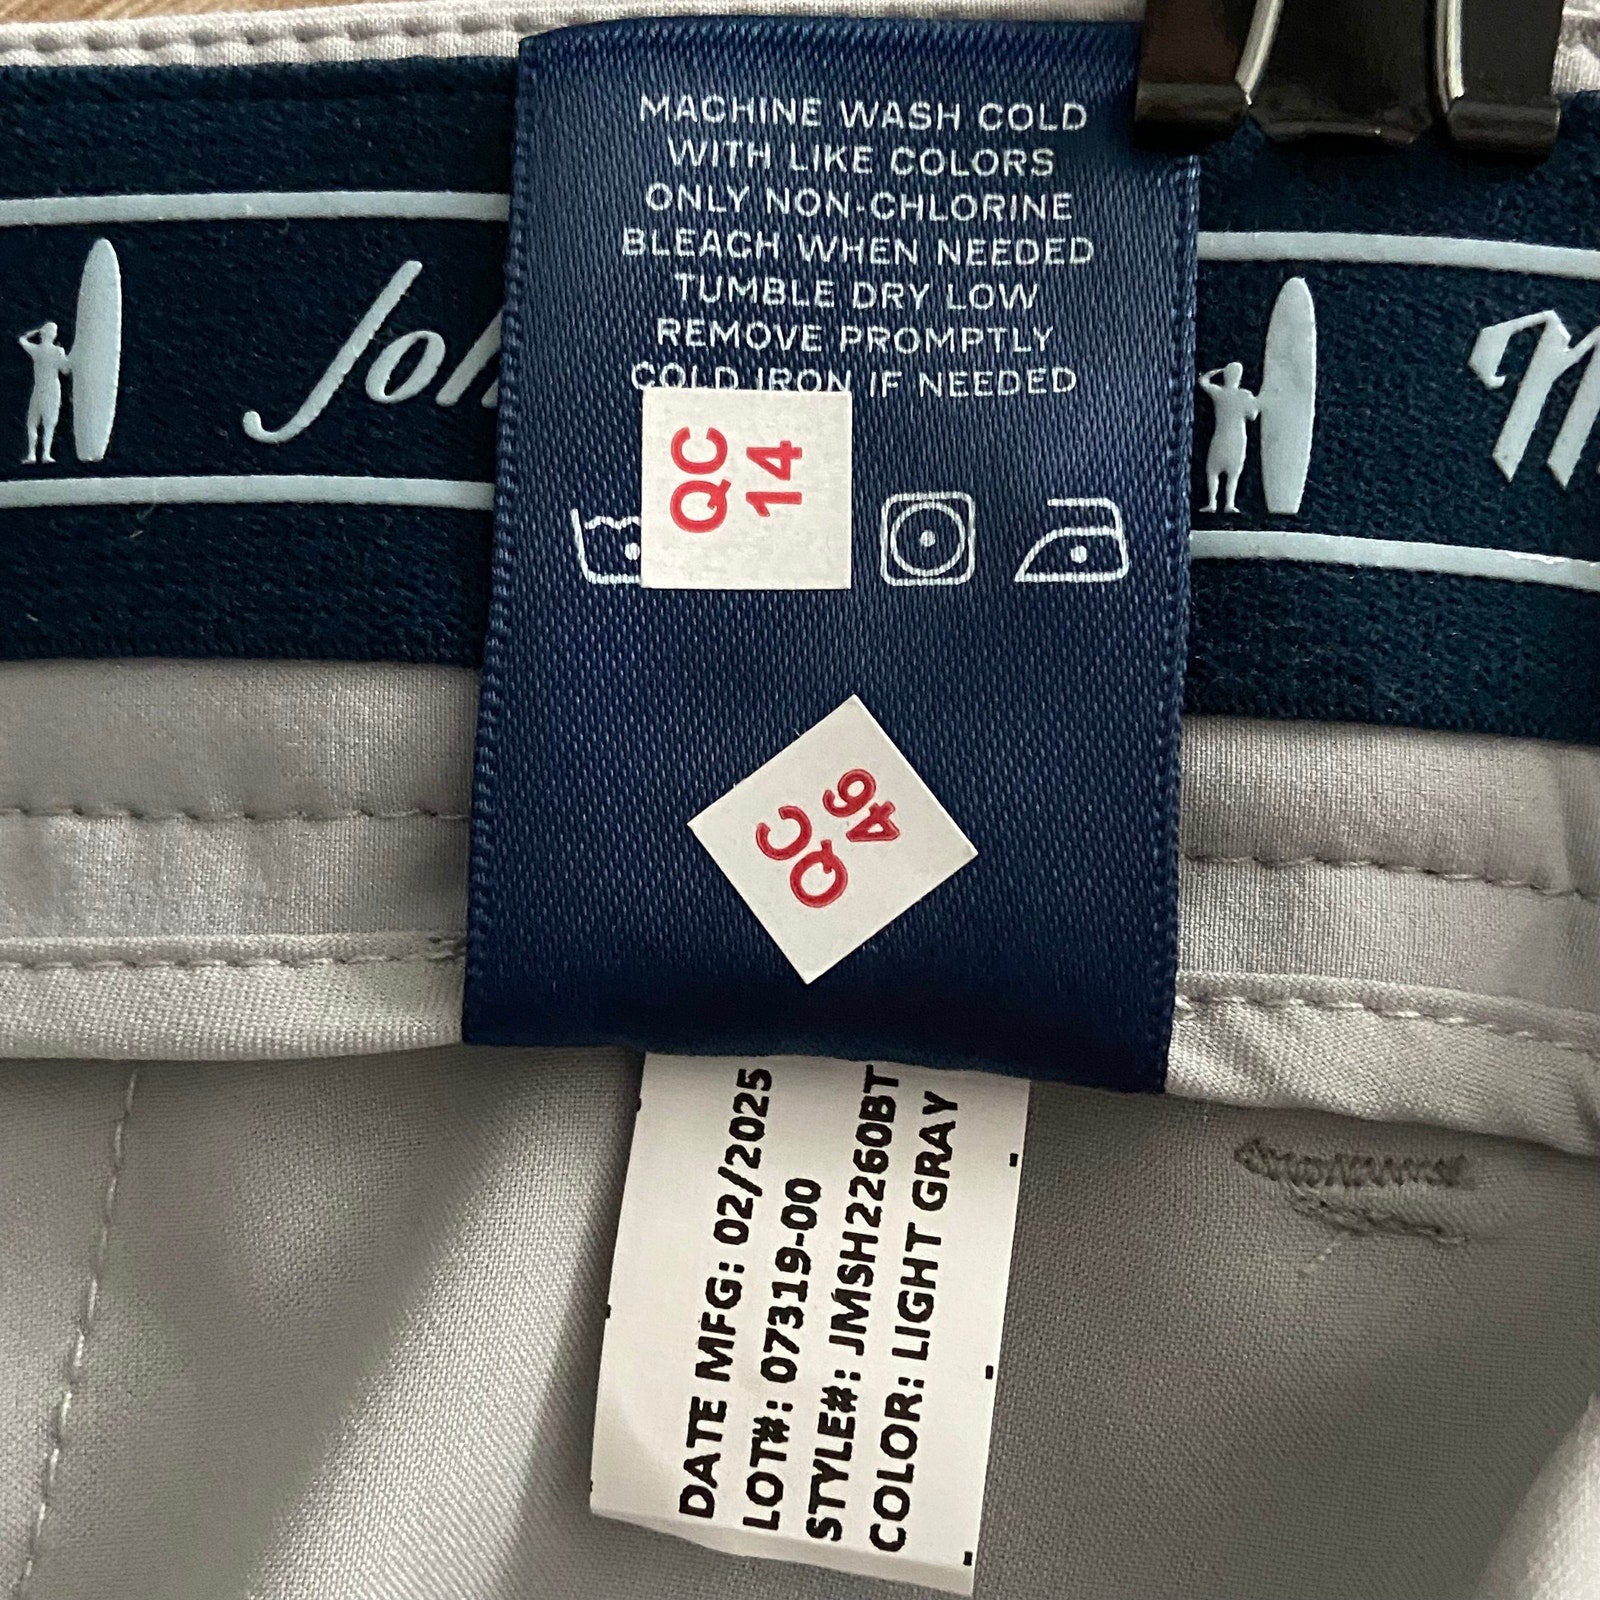 MACHINE WASH COLD
WITH LIKE COLORS
ONLY NON-CHLORINE
BLEACH WHEN NEEDED
TUMBLE DRY LOW
REMOVE PROMPTLY
COLD IRON IF NEEDED
Joh
QC
14
QC
46
DATE MFG: 02/2025
LOT#: 07319-00
STYLE#: JMSH2260BT
COLOR: LIGHT GRAY